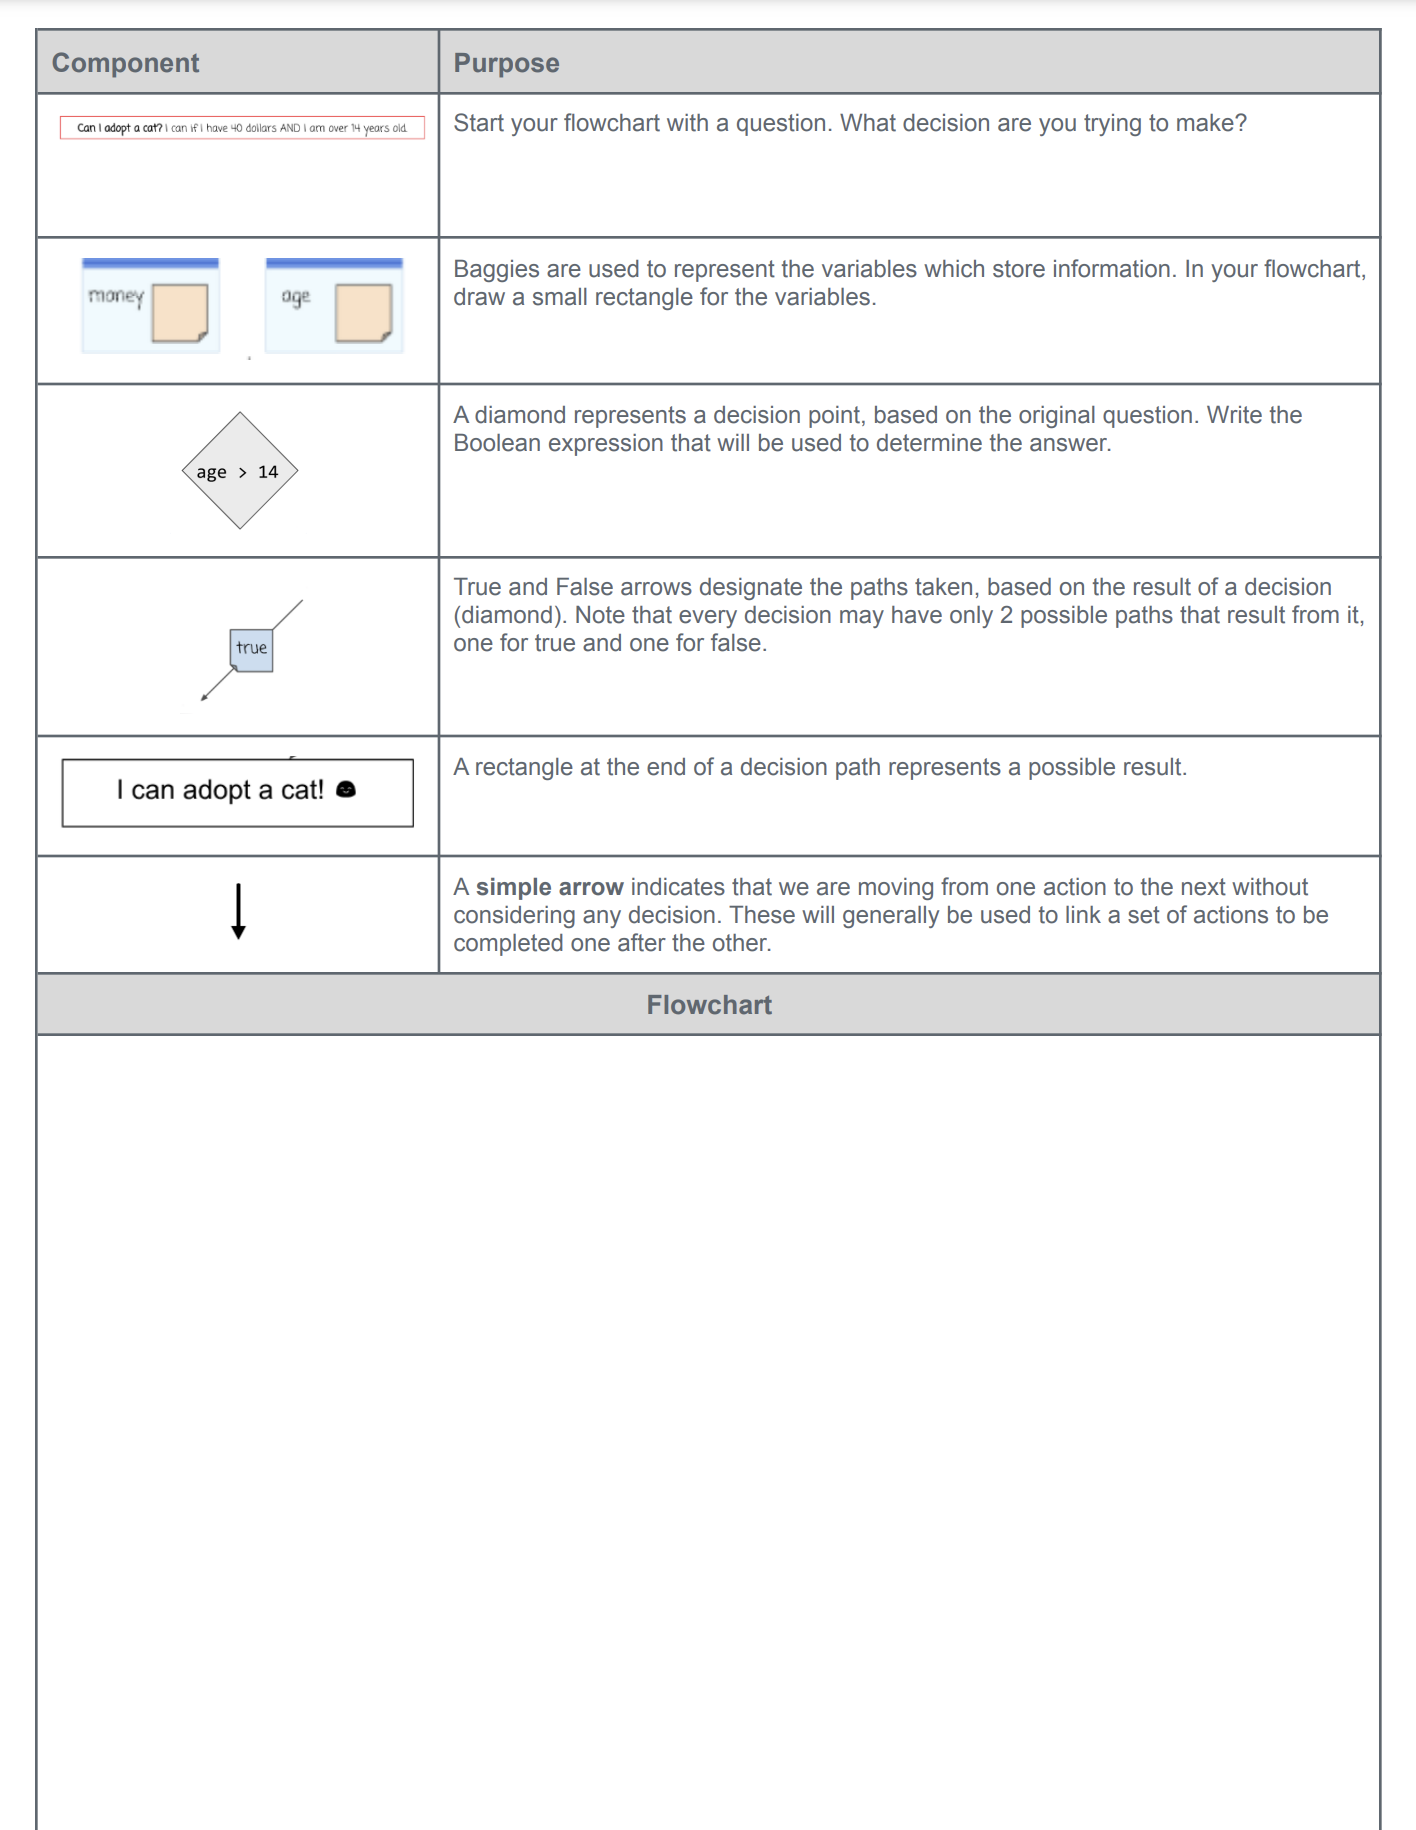 Component
Purpose
Can I adopt a cat? I can if I have 40 dollars AND I am over 14 years old.
Start your flowchart with a question. What decision are you trying to make?
money
age
Baggies are used to represent the variables which store information. In your flowchart,
draw a small rectangle for the variables.
age > 14
A diamond represents a decision point, based on the original question. Write the
Boolean expression that will be used to determine the answer.
true
True and False arrows designate the paths taken, based on the result of a decision
(diamond). Note that every decision may have only 2 possible paths that result from it,
one for true and one for false.
I can adopt a cat!
A rectangle at the end of a decision path represents a possible result.
A simple arrow indicates that we are moving from one action to the next without
considering any decision. These will generally be used to link a set of actions to be
completed one after the other.
Flowchart